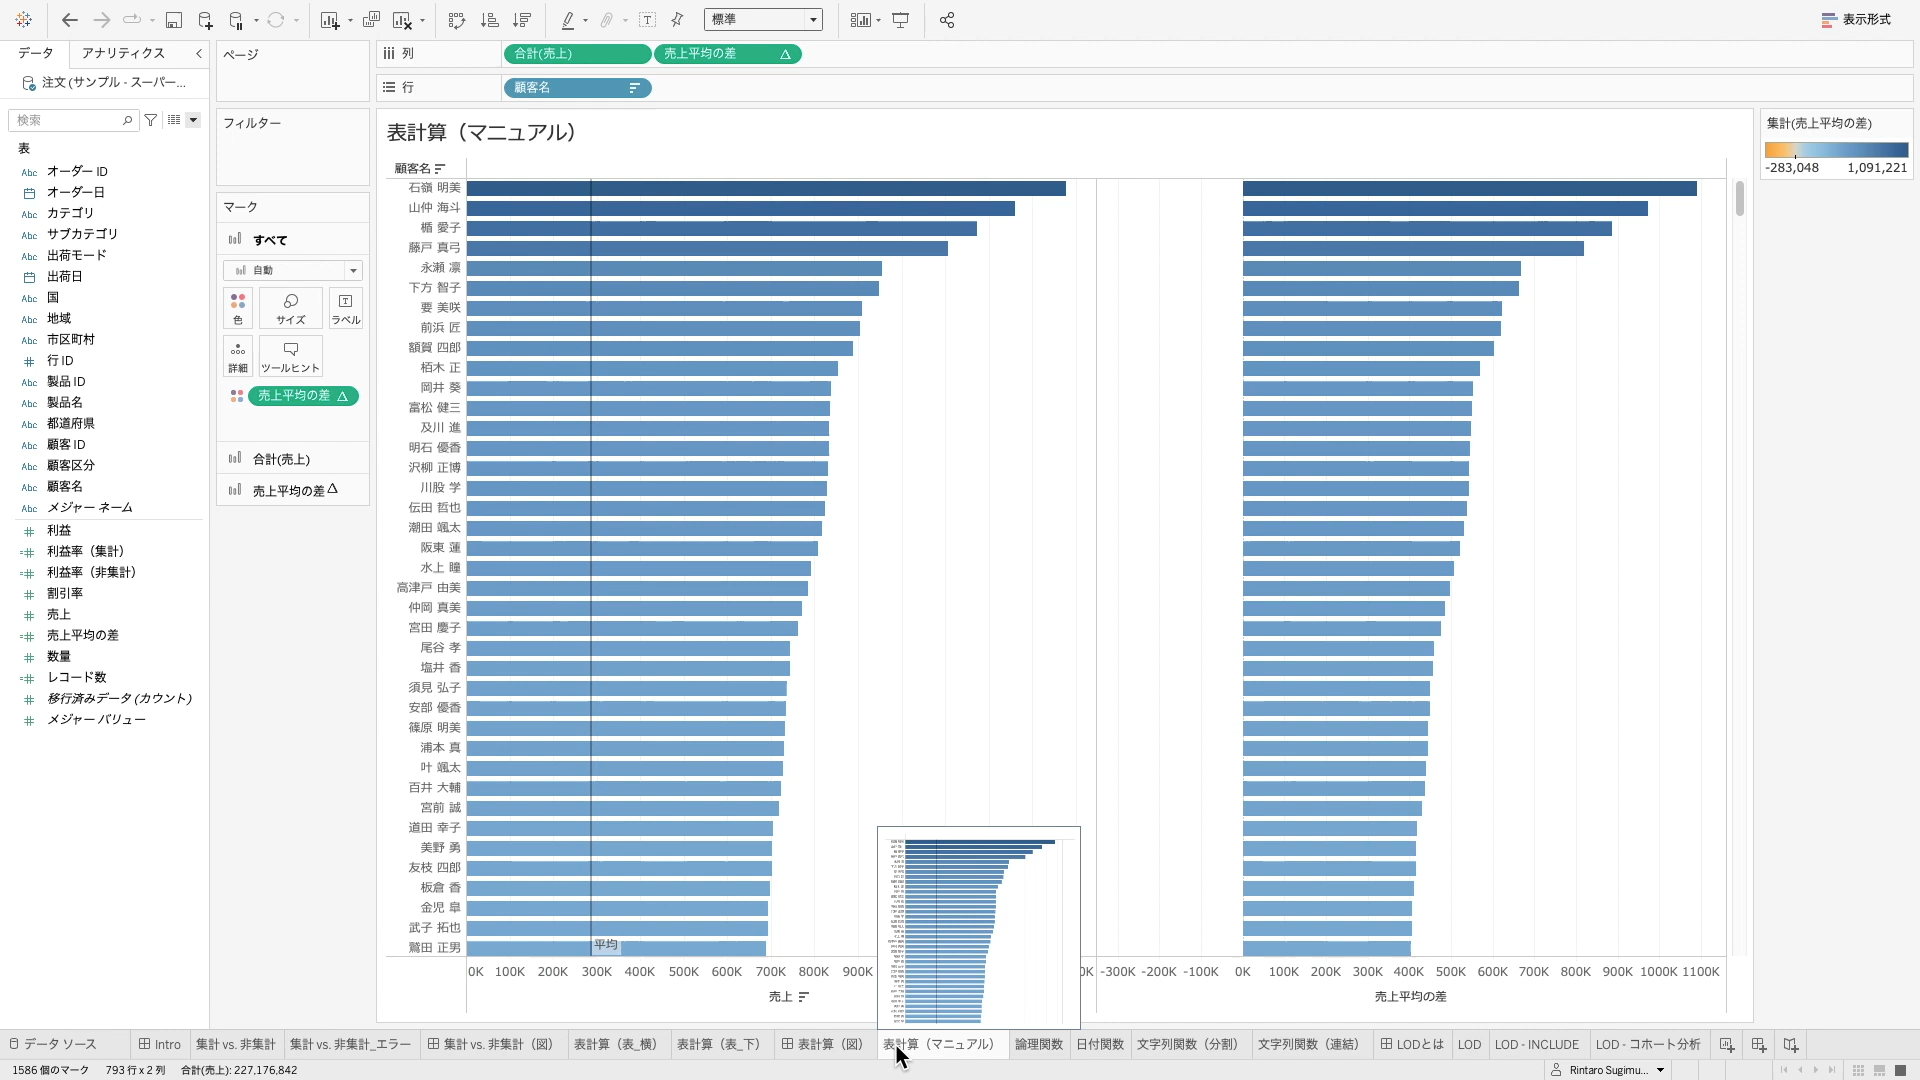 標準
表示形式
データ
アナリティクス
注文 (サンプル - スーパー...
検索
表
Abc オーダー ID
オーダー日
Abc カテゴリ
Abc サブカテゴリ
Abc 出荷モード
出荷日
Abc 国
Abc 地域
Abc 市区町村
行 ID
Abc 製品 ID
Abc 製品名
Abc 都道府県
Abc 顧客 ID
Abc 顧客区分
Abc 顧客名
Abc メジャー ネーム
利益
利益率（集計）
利益率（非集計）
割引率
売上
売上平均の差
数量
レコード数
移行済みデータ (カウント)
メジャー バリュー
ページ
フィルター
マーク
すべて
自動
色
サイズ
ラベル
詳細
ツールヒント
売上平均の差 Δ
合計(売上)
売上平均の差 Δ
列
合計(売上)
売上平均の差 Δ
行
顧客名
表計算（マニュアル）
顧客名
石嶺 明美
山仲 海斗
楯 愛子
藤戸 真弓
永瀬 凛
下方 智子
要 美咲
前浜 匠
額賀 四郎
栢木 正
岡井 葵
富松 健三
及川 進
明石 優香
沢柳 正博
川股 学
伝田 哲也
潮田 颯太
阪東 蓮
水上 瞳
高津戸 由美
仲岡 真美
宮田 慶子
尾谷 孝
塩井 香
須見 弘子
安部 優香
篠原 明美
浦本 真
叶 颯太
百井 大輔
宮前 誠
道田 幸子
美野 勇
友枝 四郎
板倉 香
金児 皐
武子 拓也
鷲田 正男
平均
0K 100K 200K 300K 400K 500K 600K 700K 800K 900K
売上
0K -300K -200K -100K 0K 100K 200K 300K 400K 500K 600K 700K 800K 900K 1000K 1100K
売上平均の差
集計(売上平均の差)
-283,048 1,091,221
データ ソース
Intro
集計 vs. 非集計
集計 vs. 非集計_エラー
集計 vs. 非集計（図）
表計算（表_横）
表計算（表_下）
表計算（図）
表計算（マニュアル）
論理関数
日付関数
文字列関数（分割）
文字列関数（連結）
LODとは
LOD
LOD - INCLUDE
LOD - コホート分析
1586 個のマーク 793 行 x 2 列 合計(売上): 227,176,842
Rintaro Sugimu...